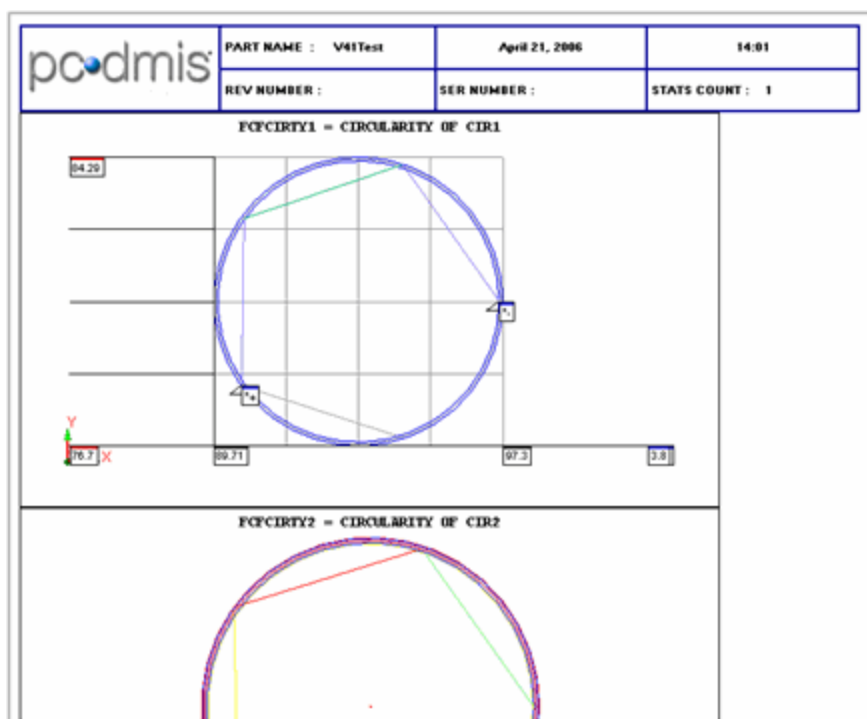 pc•dmis
PART NAME : V41Test
April 21, 2006
14:01
REV NUMBER :
SER NUMBER :
STATS COUNT : 1
FCFCIRTY1 = CIRCULARITY OF CIR1
84.29
*-
*+
Y
76.7
X
89.71
97.3
3.8
FCFCIRTY2 = CIRCULARITY OF CIR2